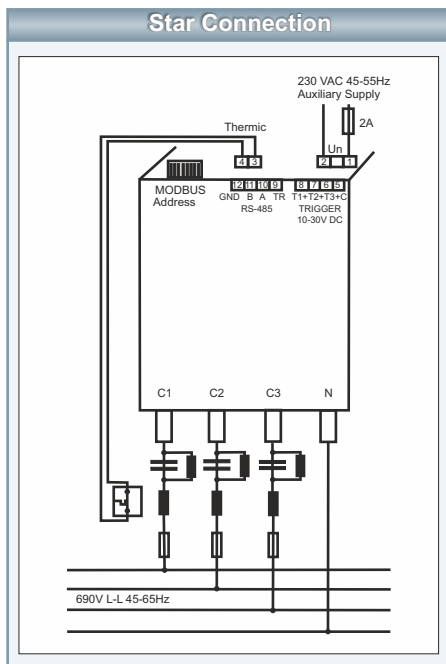 Star Connection
230 VAC 45-55Hz
Auxiliary Supply
2A
Thermic
Un
4 3
2 1
MODBUS
Address
12 11 10 9
8 7 6 5
GND B A TR
T1+T2+T3+C
RS-485
TRIGGER
10-30V DC
C1 C2 C3 N
690V L-L 45-65Hz